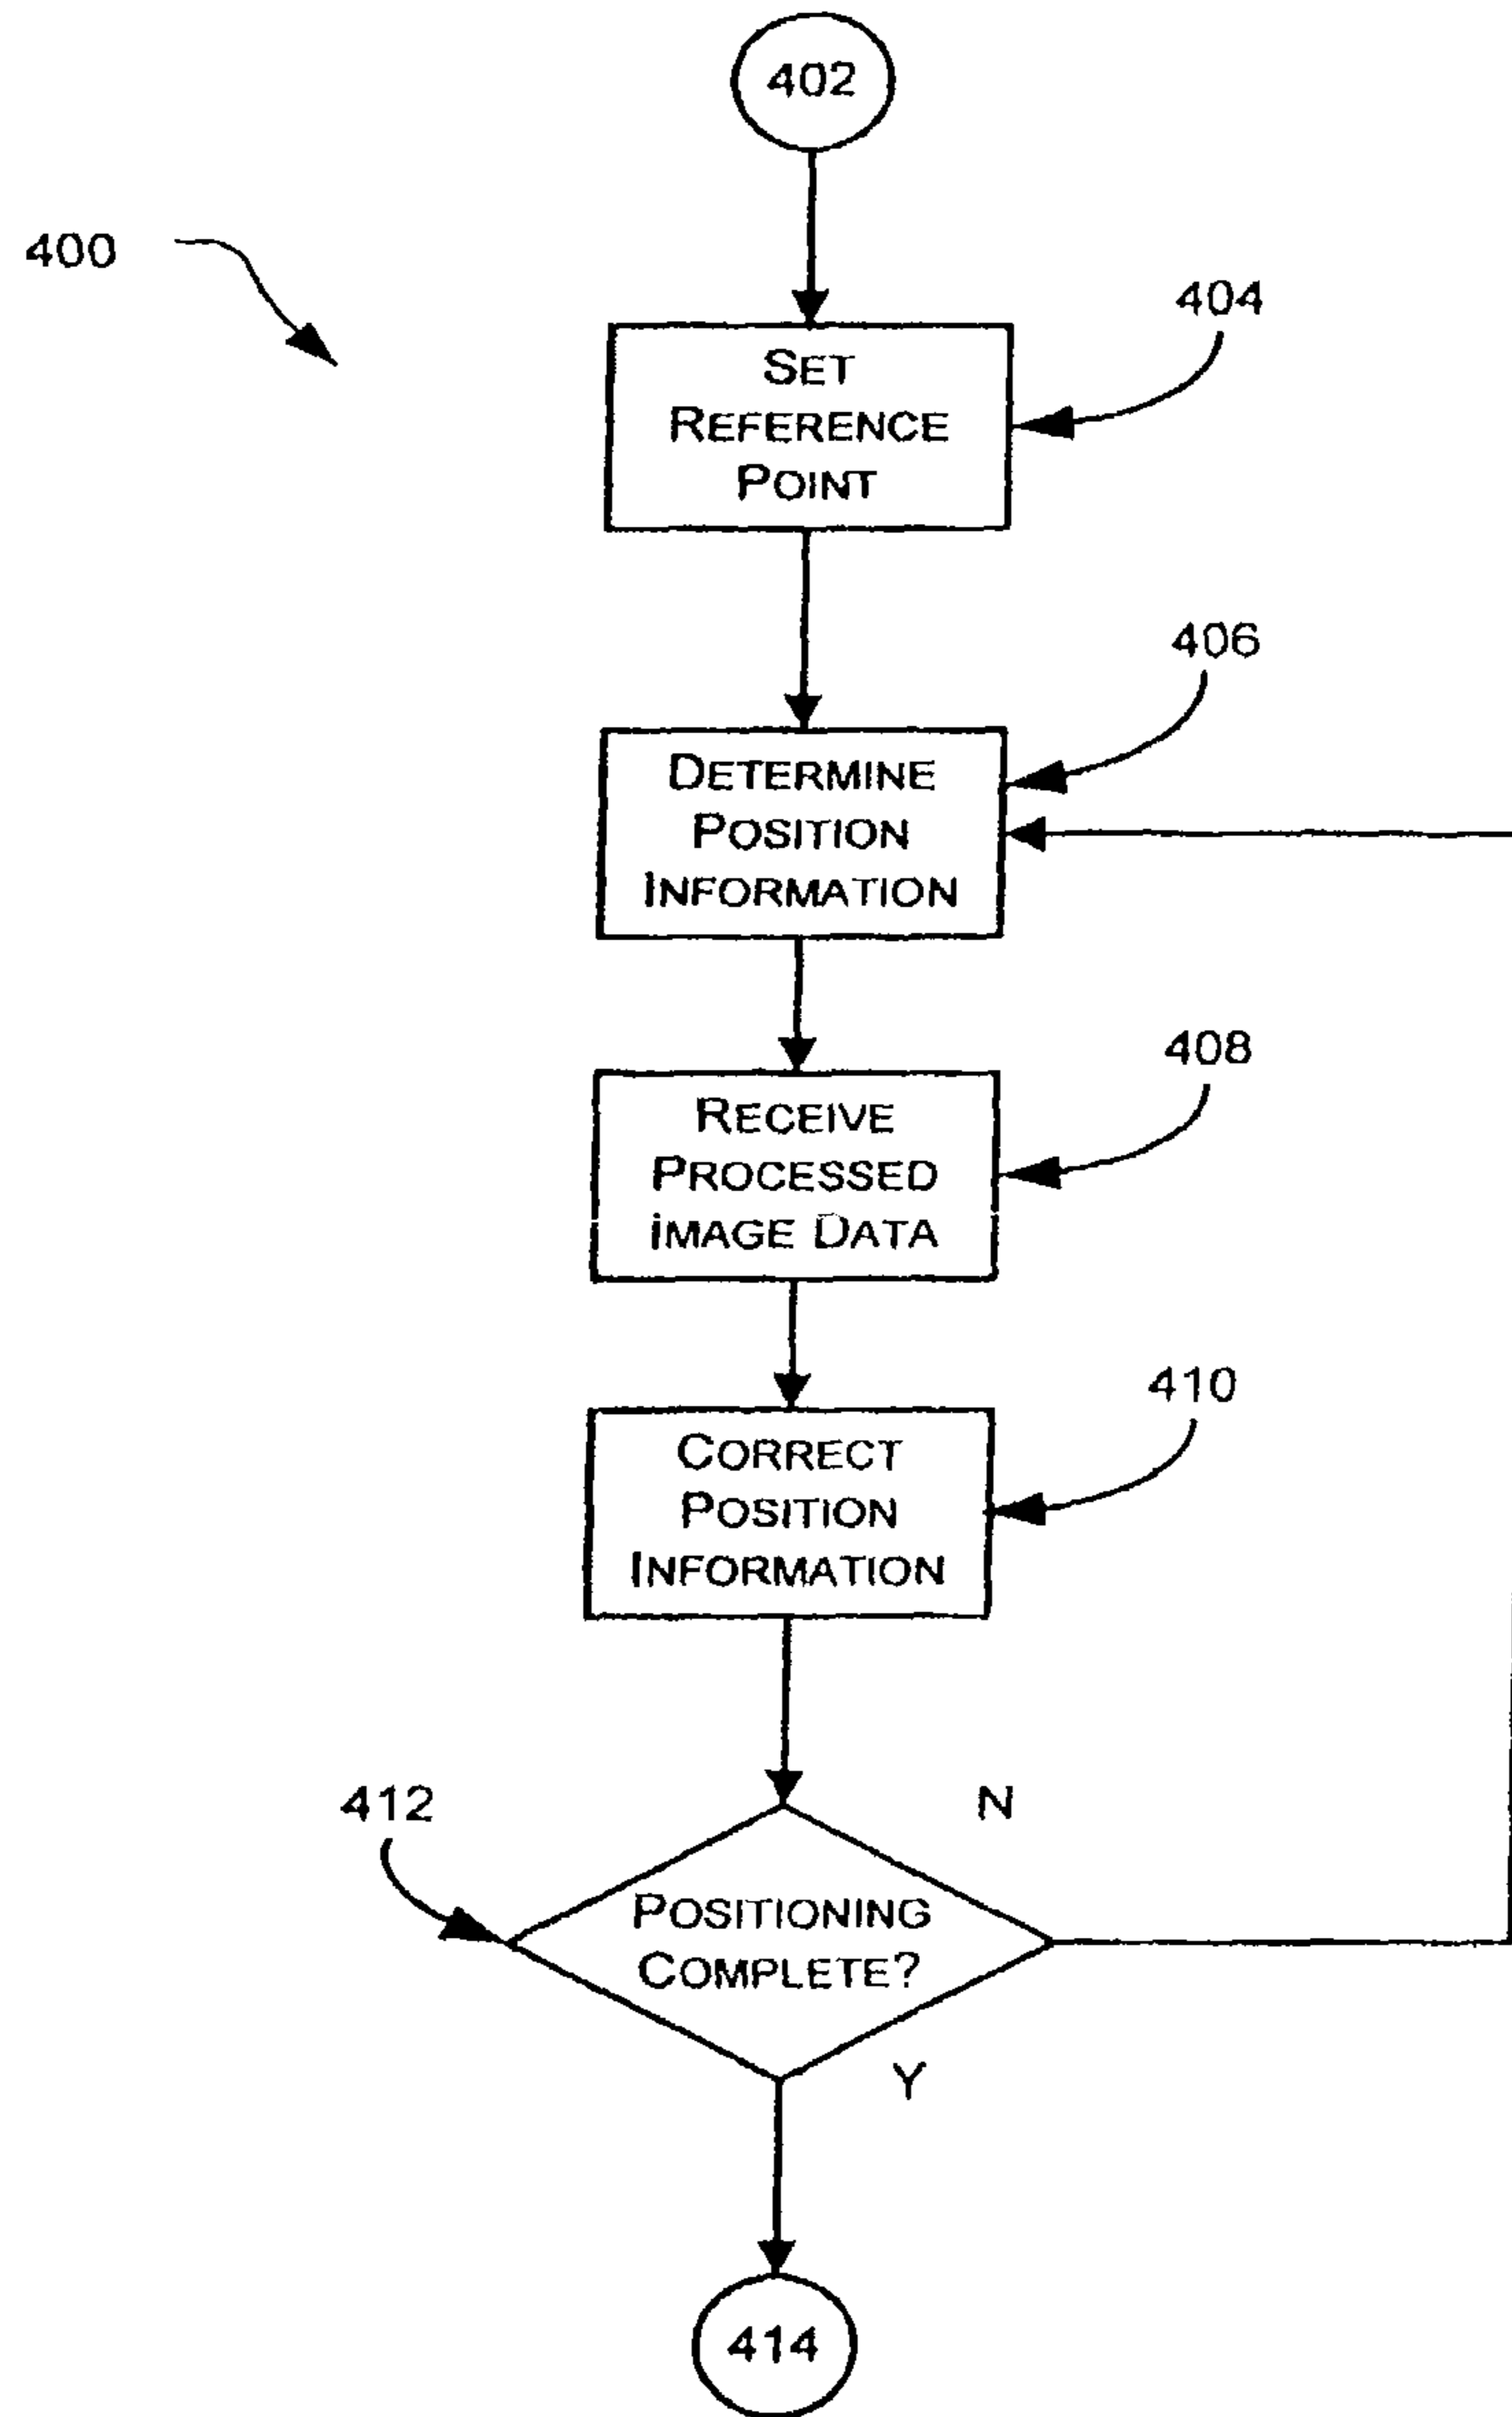 402
400
404
SET
REFERENCE
POINT
406
DETERMINE
POSITION
INFORMATION
408
RECEIVE
PROCESSED
IMAGE DATA
410
CORRECT
POSITION
INFORMATION
412
N
POSITIONING
COMPLETE?
Y
414